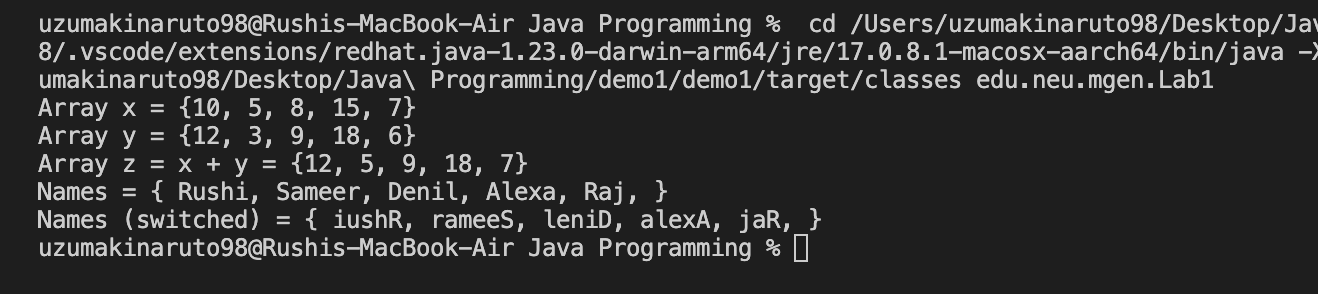 uzumakinaruto98@Rushis-MacBook-Air Java Programming %  cd /Users/uzumakinaruto98/Desktop/Jav
8/.vscode/extensions/redhat.java-1.23.0-darwin-arm64/jre/17.0.8.1-macosx-aarch64/bin/java -X
umakinaruto98/Desktop/Java\ Programming/demo1/demo1/target/classes edu.neu.mgen.Lab1
Array x = {10, 5, 8, 15, 7}
Array y = {12, 3, 9, 18, 6}
Array z = x + y = {12, 5, 9, 18, 7}
Names = { Rushi, Sameer, Denil, Alexa, Raj, }
Names (switched) = { iushR, rameeS, leniD, alexA, jaR, }
uzumakinaruto98@Rushis-MacBook-Air Java Programming %